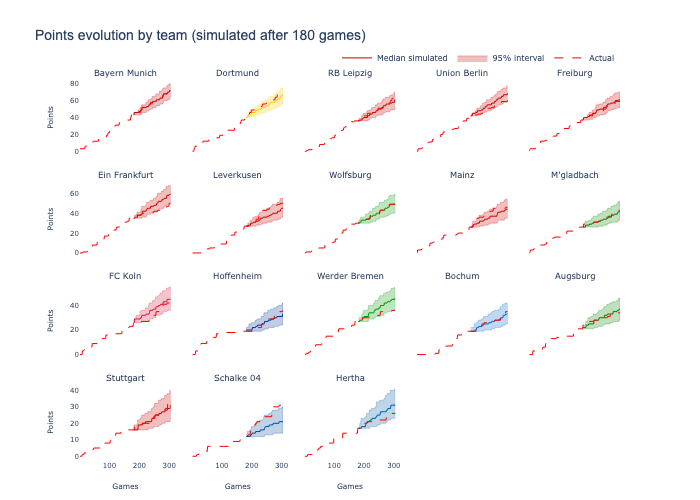 Points evolution by team (simulated after 180 games)
Median simulated 95% interval Actual
Bayern Munich Dortmund RB Leipzig Union Berlin Freiburg
80
60
40
20
0
Points
Ein Frankfurt Leverkusen Wolfsburg Mainz M'gladbach
60
40
20
0
Points
FC Koln Hoffenheim Werder Bremen Bochum Augsburg
40
20
0
Points
Stuttgart Schalke 04 Hertha
40
30
20
10
0
Points
100 200 300 100 200 300 100 200 300
Games Games Games